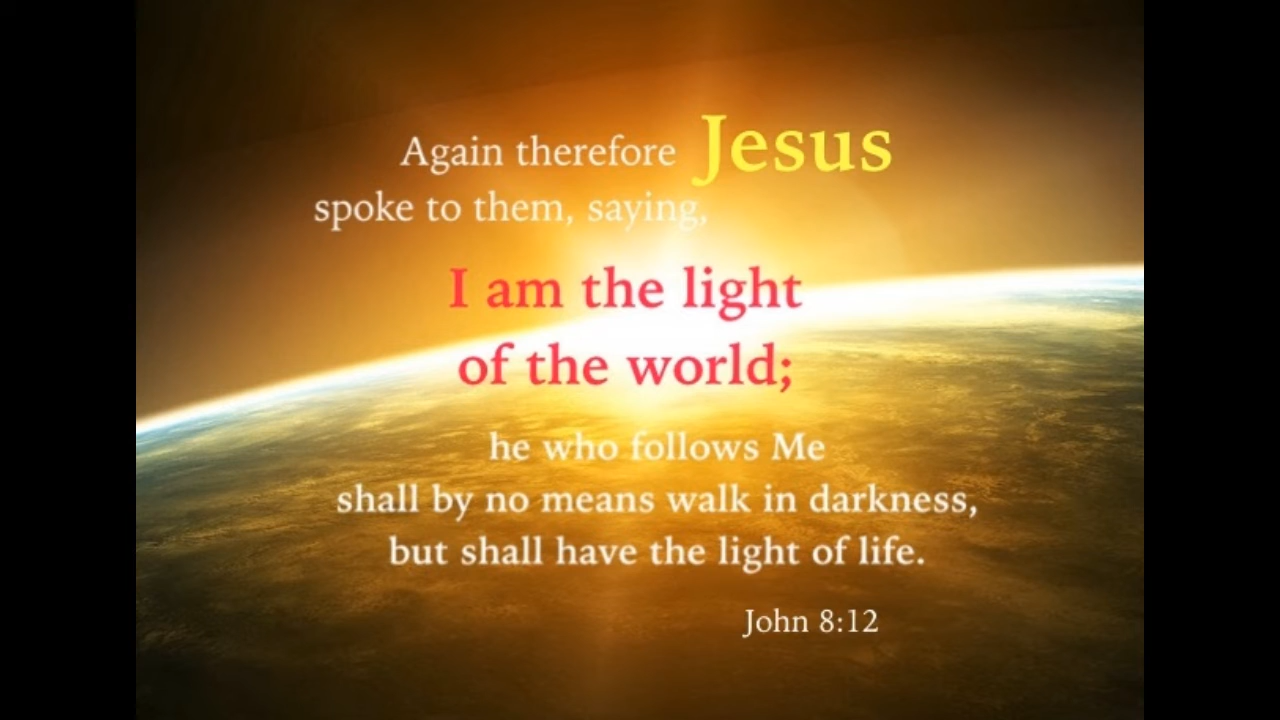 Again therefore Jesus
spoke to them, saying,
I am the light
of the world;
he who follows Me
shall by no means walk in darkness,
but shall have the light of life.
John 8:12